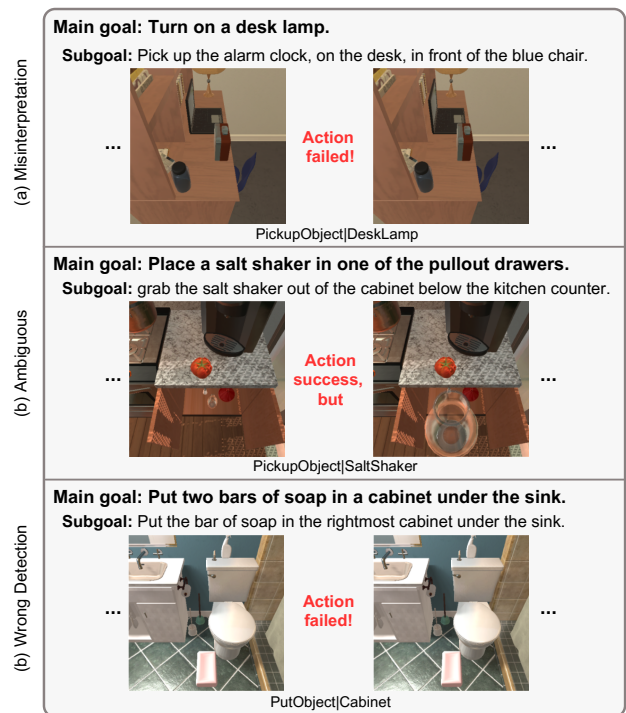 Main goal: Turn on a desk lamp.
Subgoal: Pick up the alarm clock, on the desk, in front of the blue chair.
(a) Misinterpretation
...
Action
failed!
...
PickupObject|DeskLamp
Main goal: Place a salt shaker in one of the pullout drawers.
Subgoal: grab the salt shaker out of the cabinet below the kitchen counter.
(b) Ambiguous
...
Action
success,
but
...
PickupObject|SaltShaker
Main goal: Put two bars of soap in a cabinet under the sink.
Subgoal: Put the bar of soap in the rightmost cabinet under the sink.
(b) Wrong Detection
...
Action
failed!
...
PutObject|Cabinet